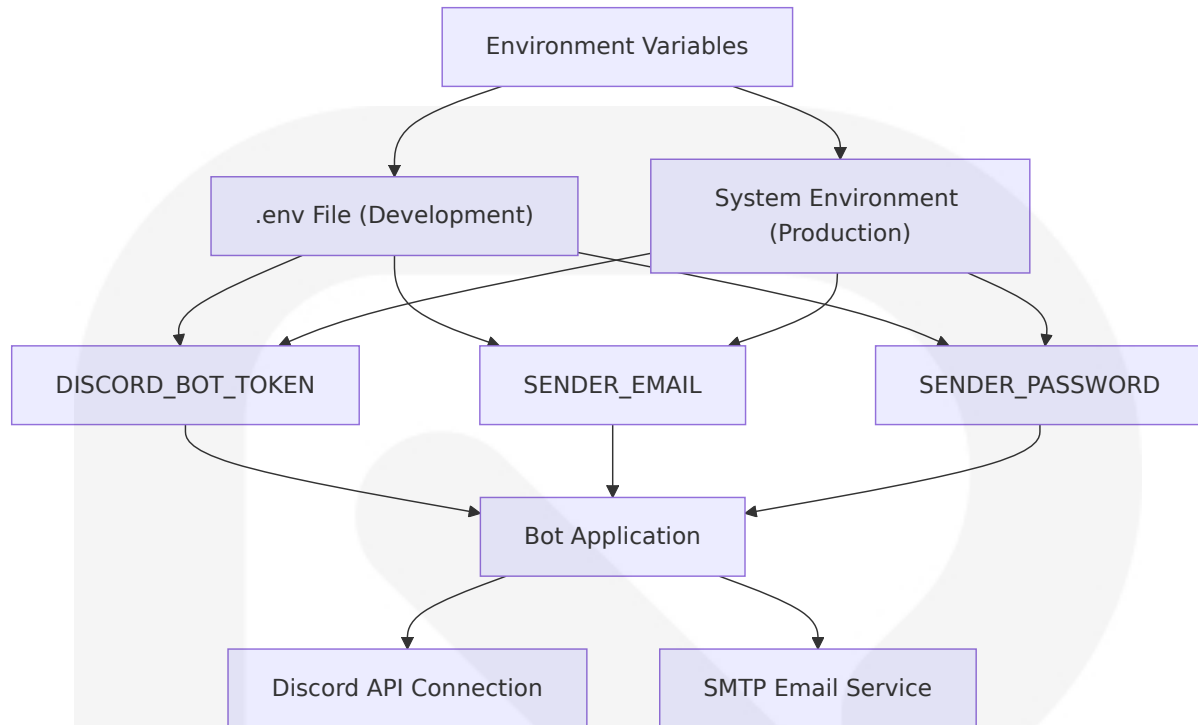 Environment Variables
.env File (Development)
System Environment
(Production)
DISCORD_BOT_TOKEN
SENDER_EMAIL
SENDER_PASSWORD
Bot Application
Discord API Connection
SMTP Email Service